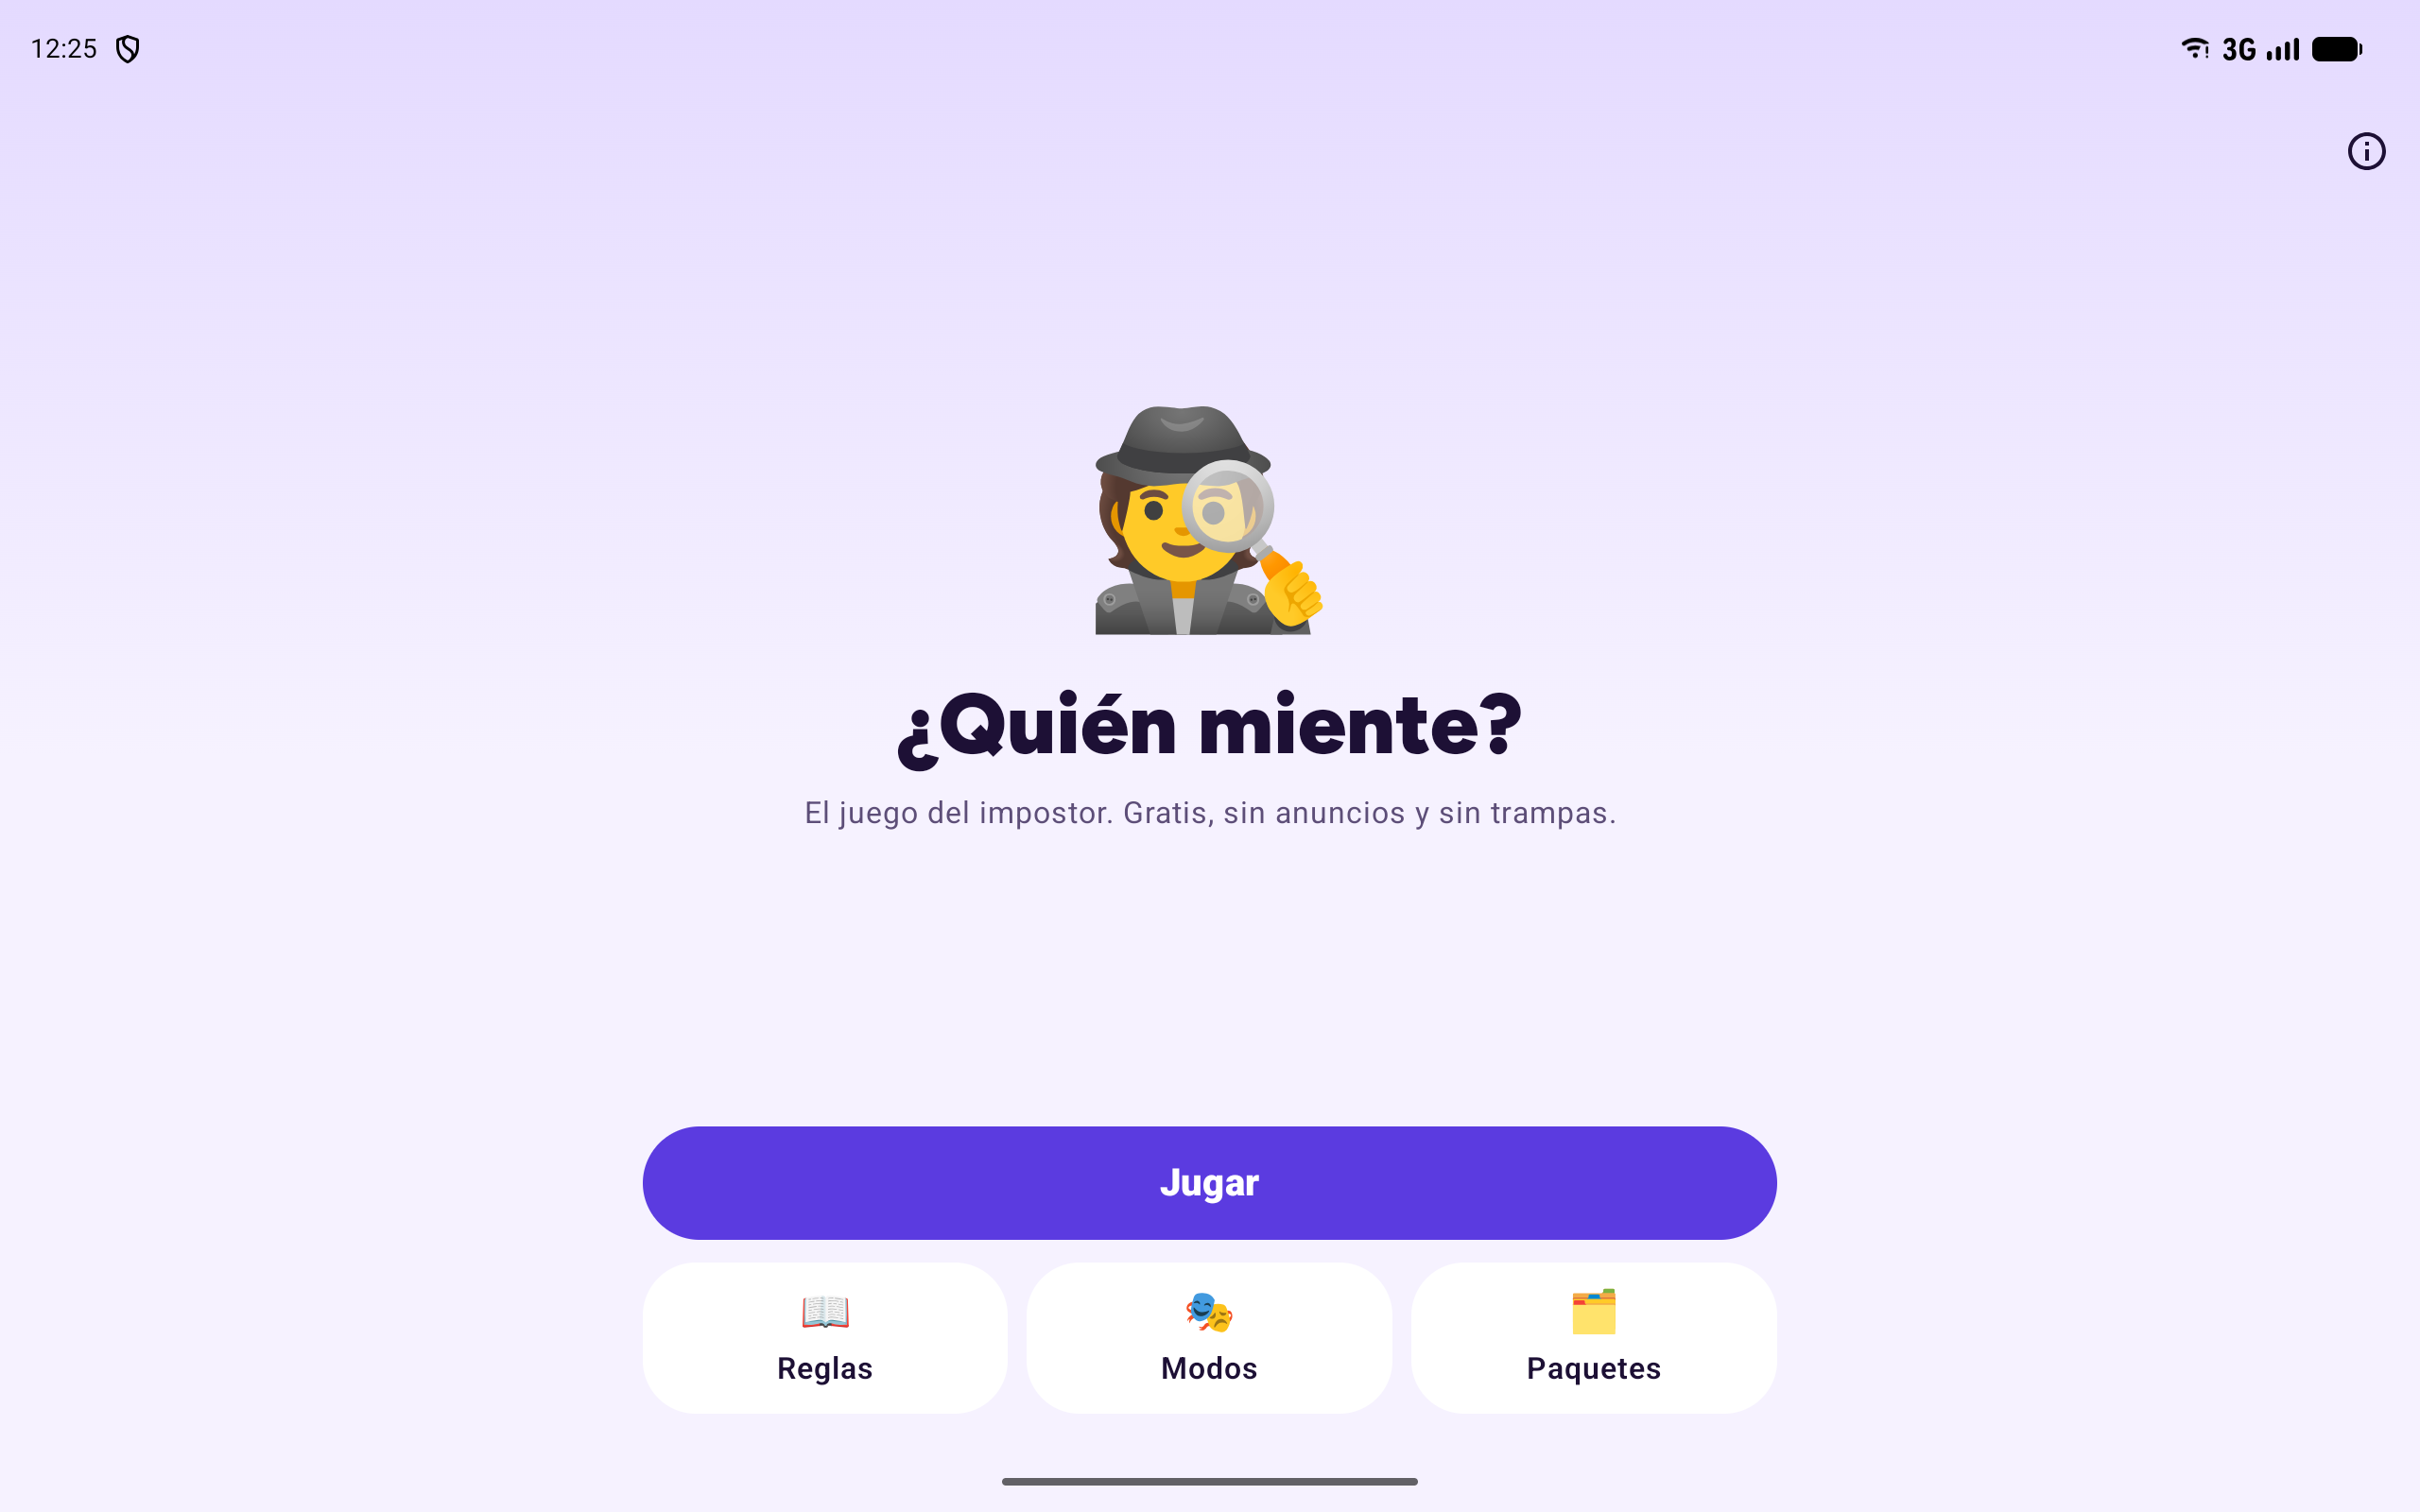 12:25
3G
¿Quién miente?
El juego del impostor. Gratis, sin anuncios y sin trampas.
Jugar
Reglas
Modos
Paquetes